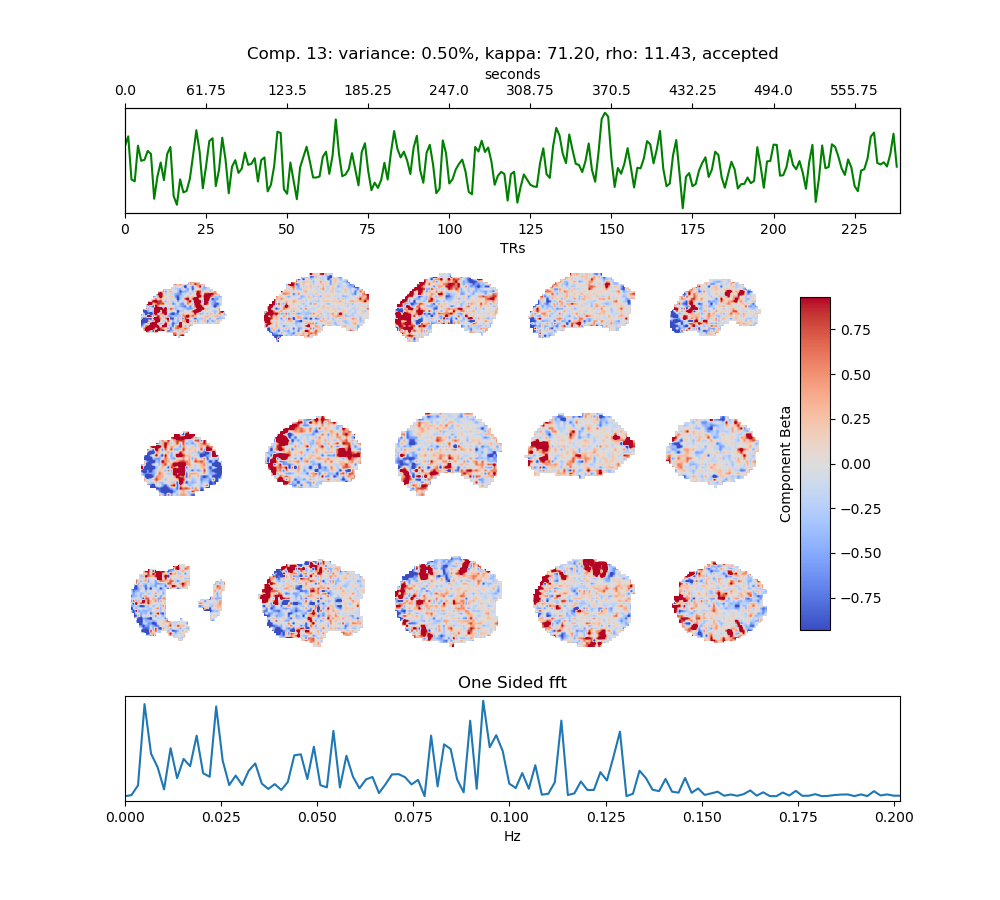 Comp. 13: variance: 0.50%, kappa: 71.20, rho: 11.43, accepted
seconds
0.0 61.75 123.5 185.25 247.0 308.75 370.5 432.25 494.0 555.75
0 25 50 75 100 125 150 175 200 225
TRs
Component Beta
0.75
0.50
0.25
0.00
−0.25
−0.50
−0.75
One Sided fft
0.000 0.025 0.050 0.075 0.100 0.125 0.150 0.175 0.200
Hz